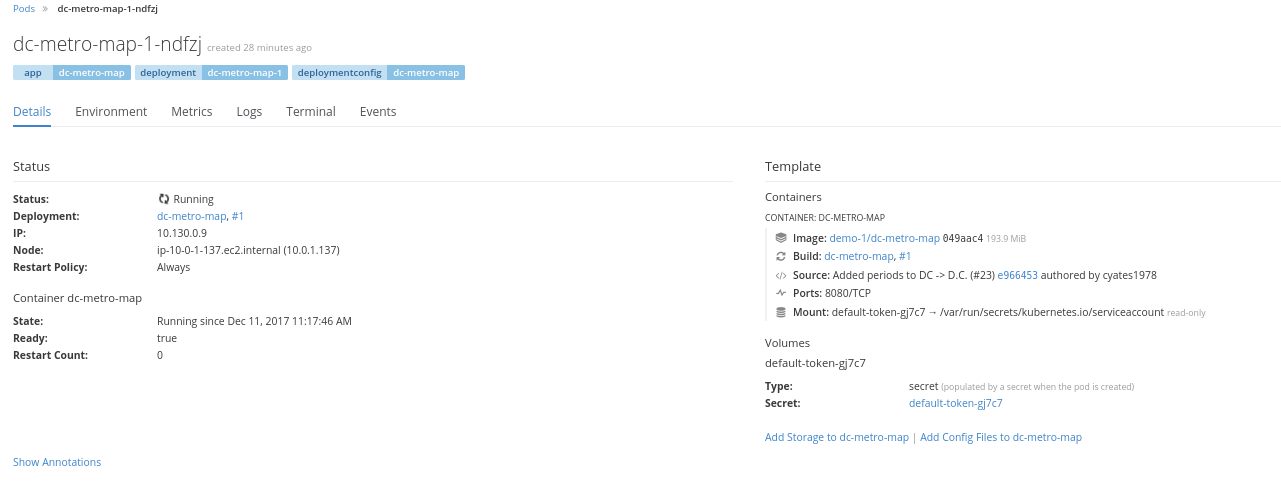 Pods » dc-metro-map-1-ndfzj
dc-metro-map-1-ndfzj created 28 minutes ago
app dc-metro-map deployment dc-metro-map-1 deploymentconfig dc-metro-map
Details Environment Metrics Logs Terminal Events
Status
Status: Running
Deployment: dc-metro-map, #1
IP: 10.130.0.9
Node: ip-10-0-1-137.ec2.internal (10.0.1.137)
Restart Policy: Always
Container dc-metro-map
State: Running since Dec 11, 2017 11:17:46 AM
Ready: true
Restart Count: 0
Show Annotations
Template
Containers
CONTAINER: DC-METRO-MAP
Image: demo-1/dc-metro-map 049aac4 193.9 MiB
Build: dc-metro-map, #1
Source: Added periods to DC -> D.C. (#23) e966453 authored by cyates1978
Ports: 8080/TCP
Mount: default-token-gj7c7 → /var/run/secrets/kubernetes.io/serviceaccount read-only
Volumes
default-token-gj7c7
Type: secret (populated by a secret when the pod is created)
Secret: default-token-gj7c7
Add Storage to dc-metro-map | Add Config Files to dc-metro-map